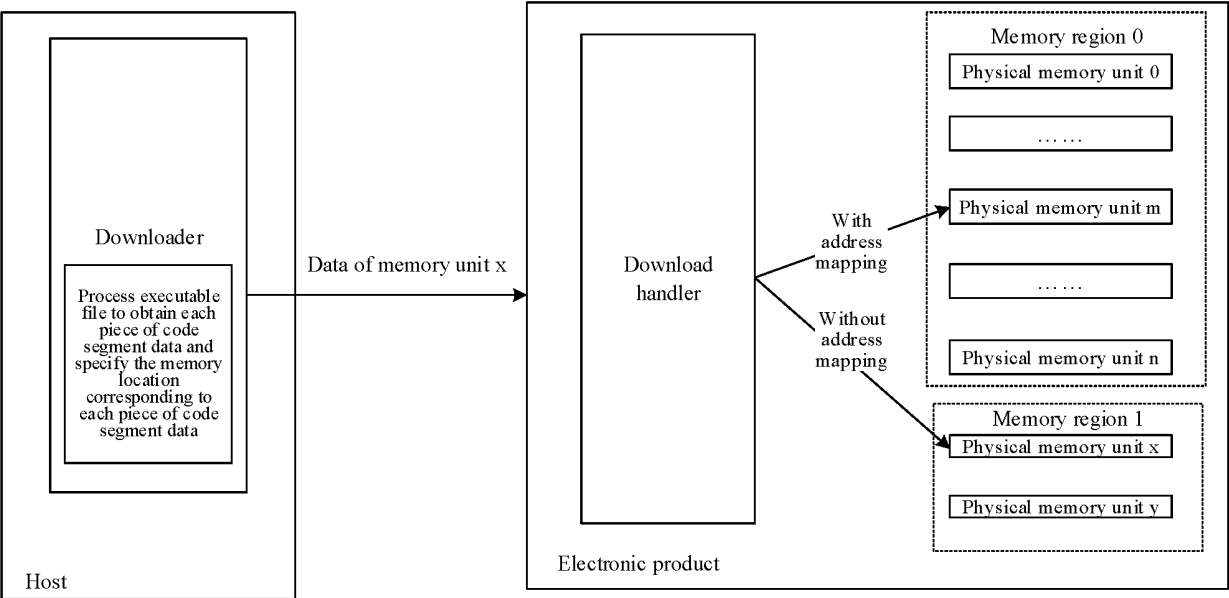 Downloader
Process executable
file to obtain each
piece of code
segment data and
specify the memory
location
corresponding to
each piece of code
segment data
Host
Data of memory unit x
Download
handler
With
address
mapping
Without
address
mapping
Electronic product
Memory region 0
Physical memory unit 0
... ...
Physical memory unit m
... ...
Physical memory unit n
Memory region 1
Physical memory unit x
Physical memory unit y